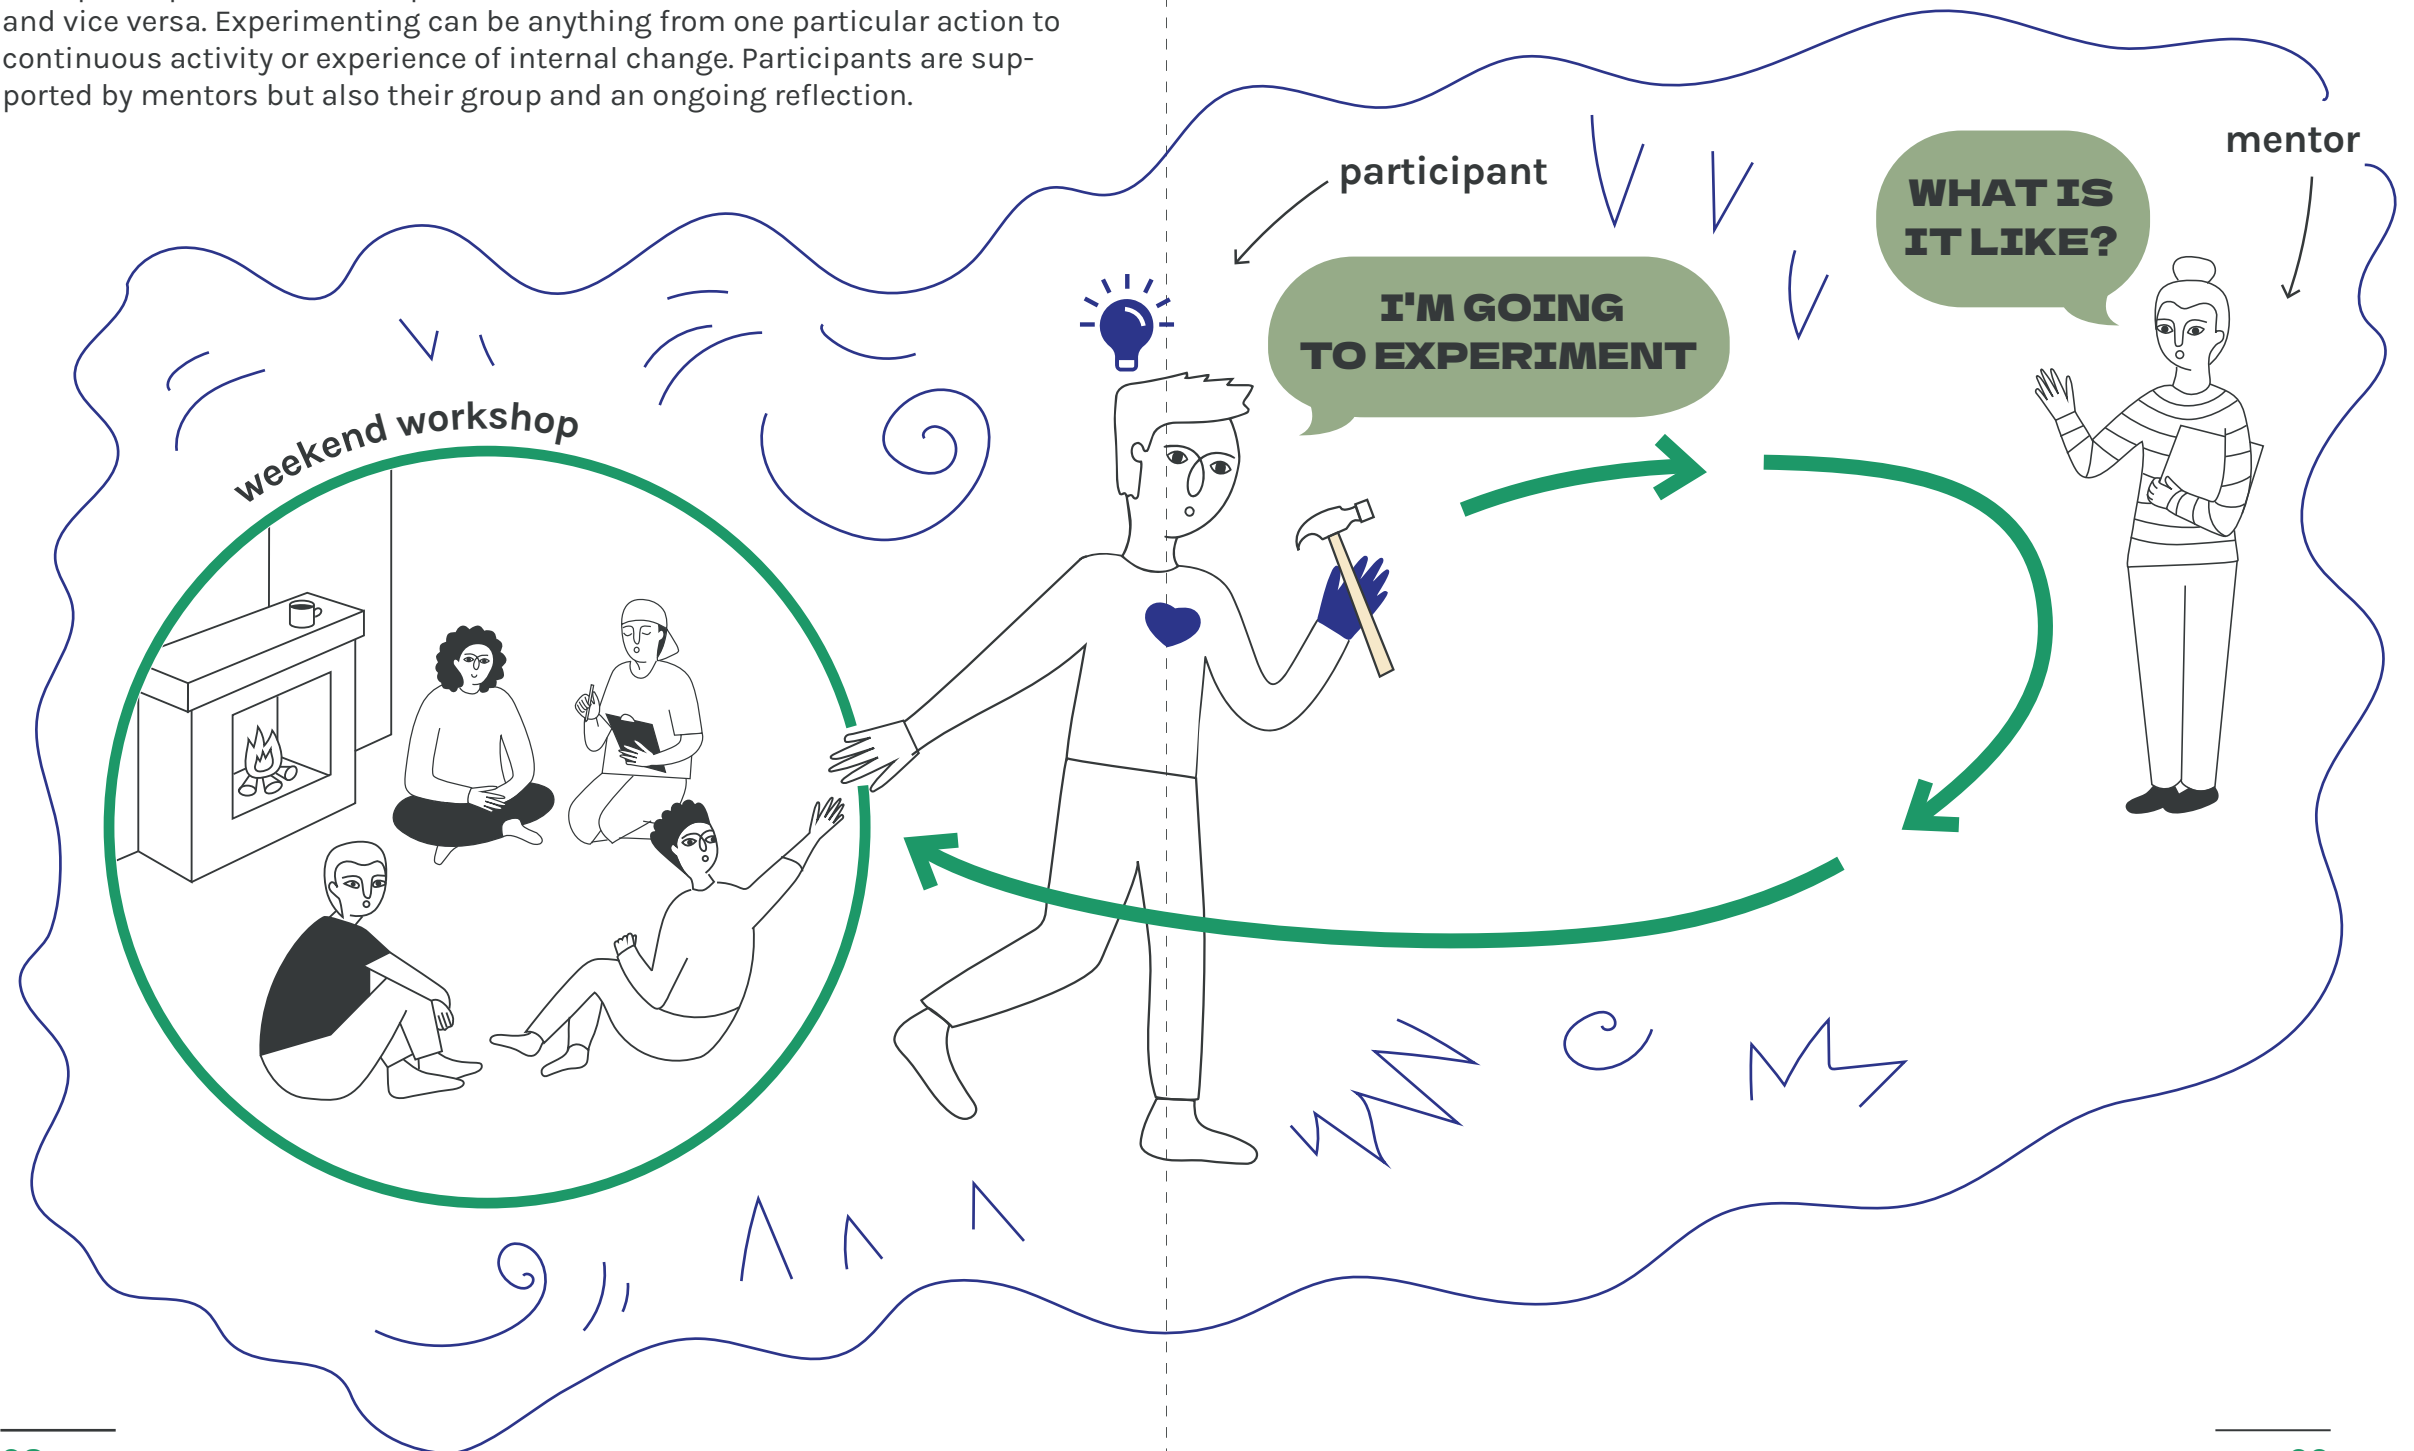 and vice versa. Experimenting can be anything from one particular action to
continuous activity or experience of internal change. Participants are sup-
ported by mentors but also their group and an ongoing reflection.
participant
mentor
WHAT IS
IT LIKE?
I'M GOING
TO EXPERIMENT
weekend workshop